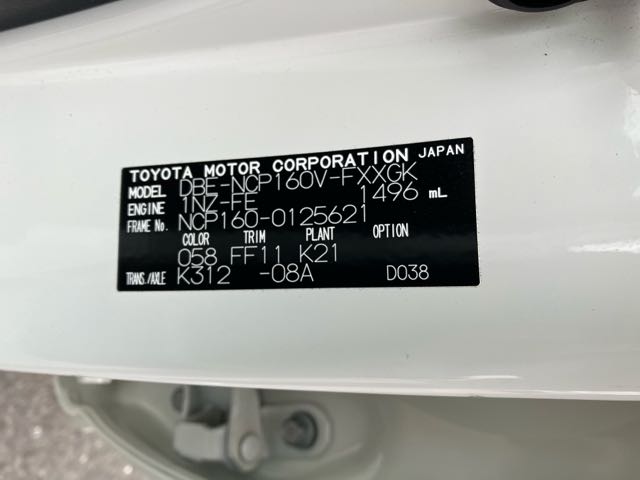 TOYOTA MOTOR CORPORATION JAPAN
MODEL DBE-NCP160V-FXXGK
ENGINE 1NZ-FE 1496 mL
FRAME No. NCP160-0125621
COLOR TRIM PLANT OPTION
058 FF11 K21
TRANS./AXLE K312 -08A D038